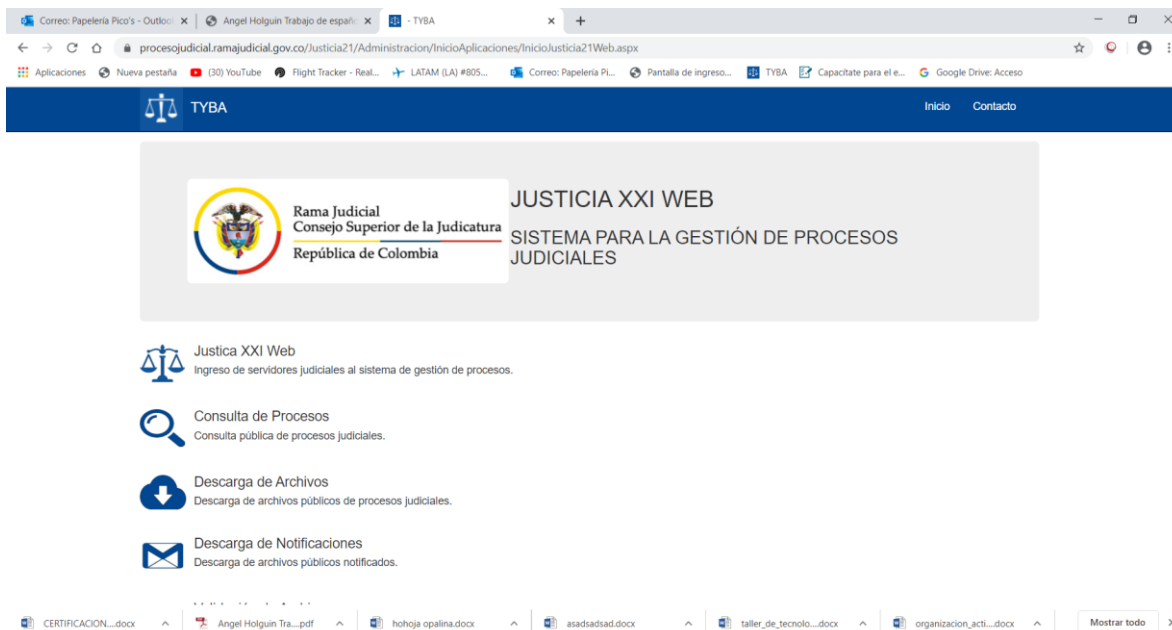 Correo: Papelería Pico's - Outloo
Angel Holguin Trabajo de españo
- TYBA
procesojudicial.ramajudicial.gov.co/Justicia21/Administracion/InicioAplicaciones/InicioJusticia21Web.aspx
Aplicaciones Nueva pestaña (30) YouTube Flight Tracker - Real... LATAM (LA) #805... Correo: Papelería Pi... Pantalla de ingreso... TYBA Capacítate para el e... Google Drive: Acceso
TYBA Inicio Contacto
Rama Judicial
Consejo Superior de la Judicatura
República de Colombia
JUSTICIA XXI WEB
SISTEMA PARA LA GESTIÓN DE PROCESOS
JUDICIALES
Justica XXI Web
Ingreso de servidores judiciales al sistema de gestión de procesos.
Consulta de Procesos
Consulta pública de procesos judiciales.
Descarga de Archivos
Descarga de archivos públicos de procesos judiciales.
Descarga de Notificaciones
Descarga de archivos públicos notificados.
CERTIFICACION....docx Angel Holguin Tra....pdf hohoja opalina.docx asadsadsad.docx taller_de_tecnolo....docx organizacion_acti....docx Mostrar todo